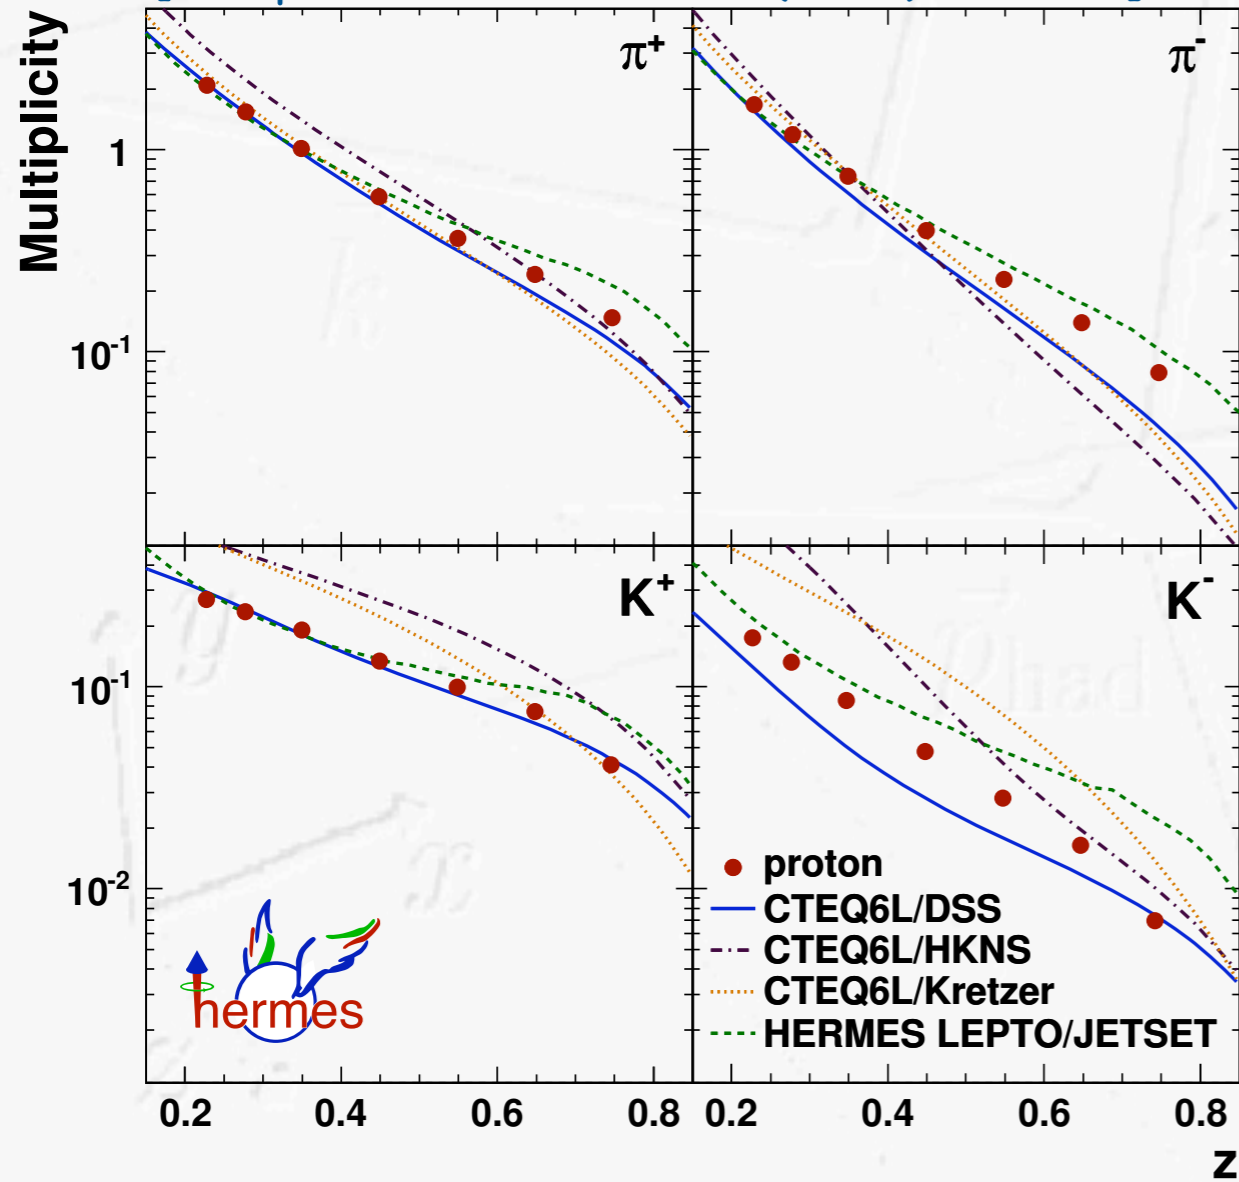 Multiplicity
π+
π-
1
10-1
K+
K-
10-1
10-2
proton
CTEQ6L/DSS
CTEQ6L/HKNS
CTEQ6L/Kretzer
HERMES LEPTO/JETSET
hermes
0.2 0.4 0.6 0.8 0.2 0.4 0.6 0.8
z